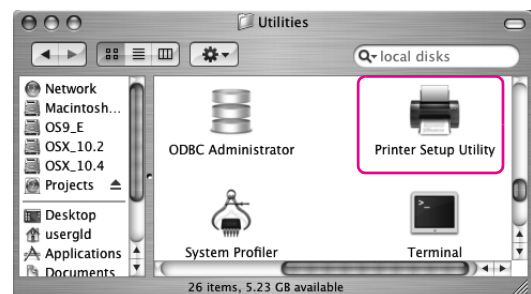 Utilities
local disks
Network
Macintosh...
OS9_E
OSX_10.2
OSX_10.4
Projects
Desktop
usergld
Applications
Documents
ODBC Administrator
Printer Setup Utility
System Profiler
>_
Terminal
26 items, 5.23 GB available